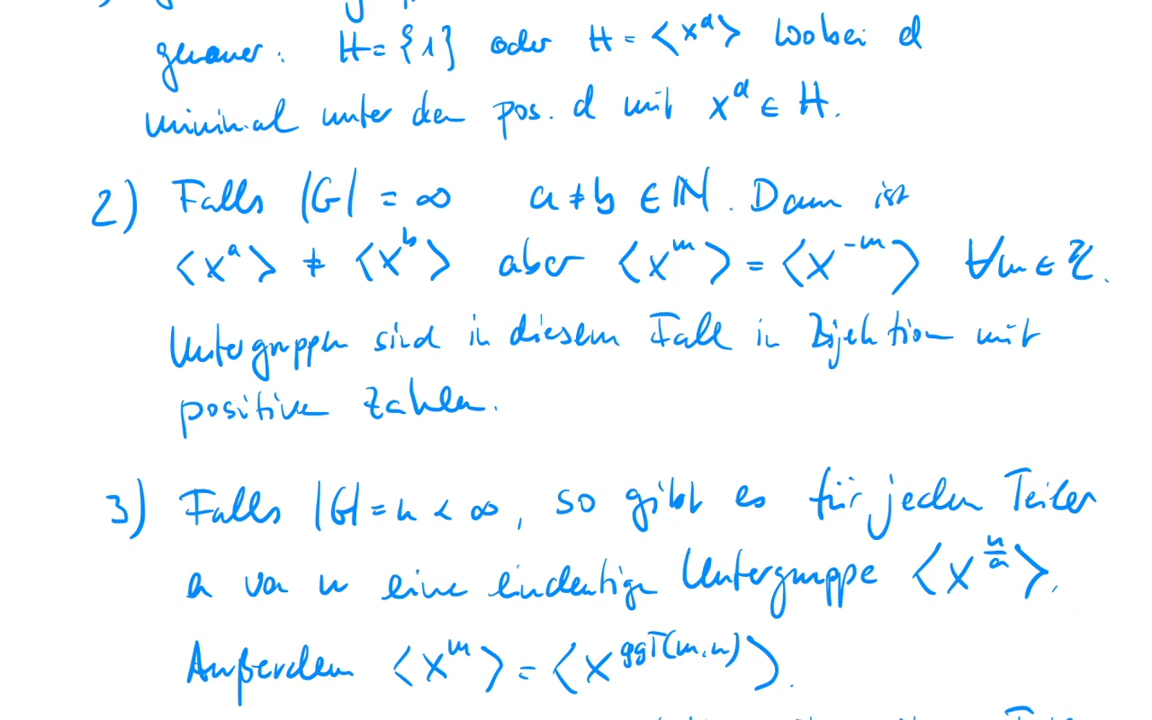 genauer: H = {1} oder H = <x^d> wobei d
minimal unter den pos. d mit x^d ∈ H.
2) Falls |G| = ∞ a ≠ b ∈ ℕ. Dann ist
<x^a> ≠ <x^b> aber <x^m> = <x^-m> ∀m ∈ ℤ.
Untergruppen sind in diesem Fall in Bijektion mit
positiven Zahlen.
3) Falls |G| = n < ∞, so gibt es für jeden Teiler
a von n eine eindeutige Untergruppe <x^(n/a)>.
Außerdem <x^m> = <x^ggT(m,n)>.